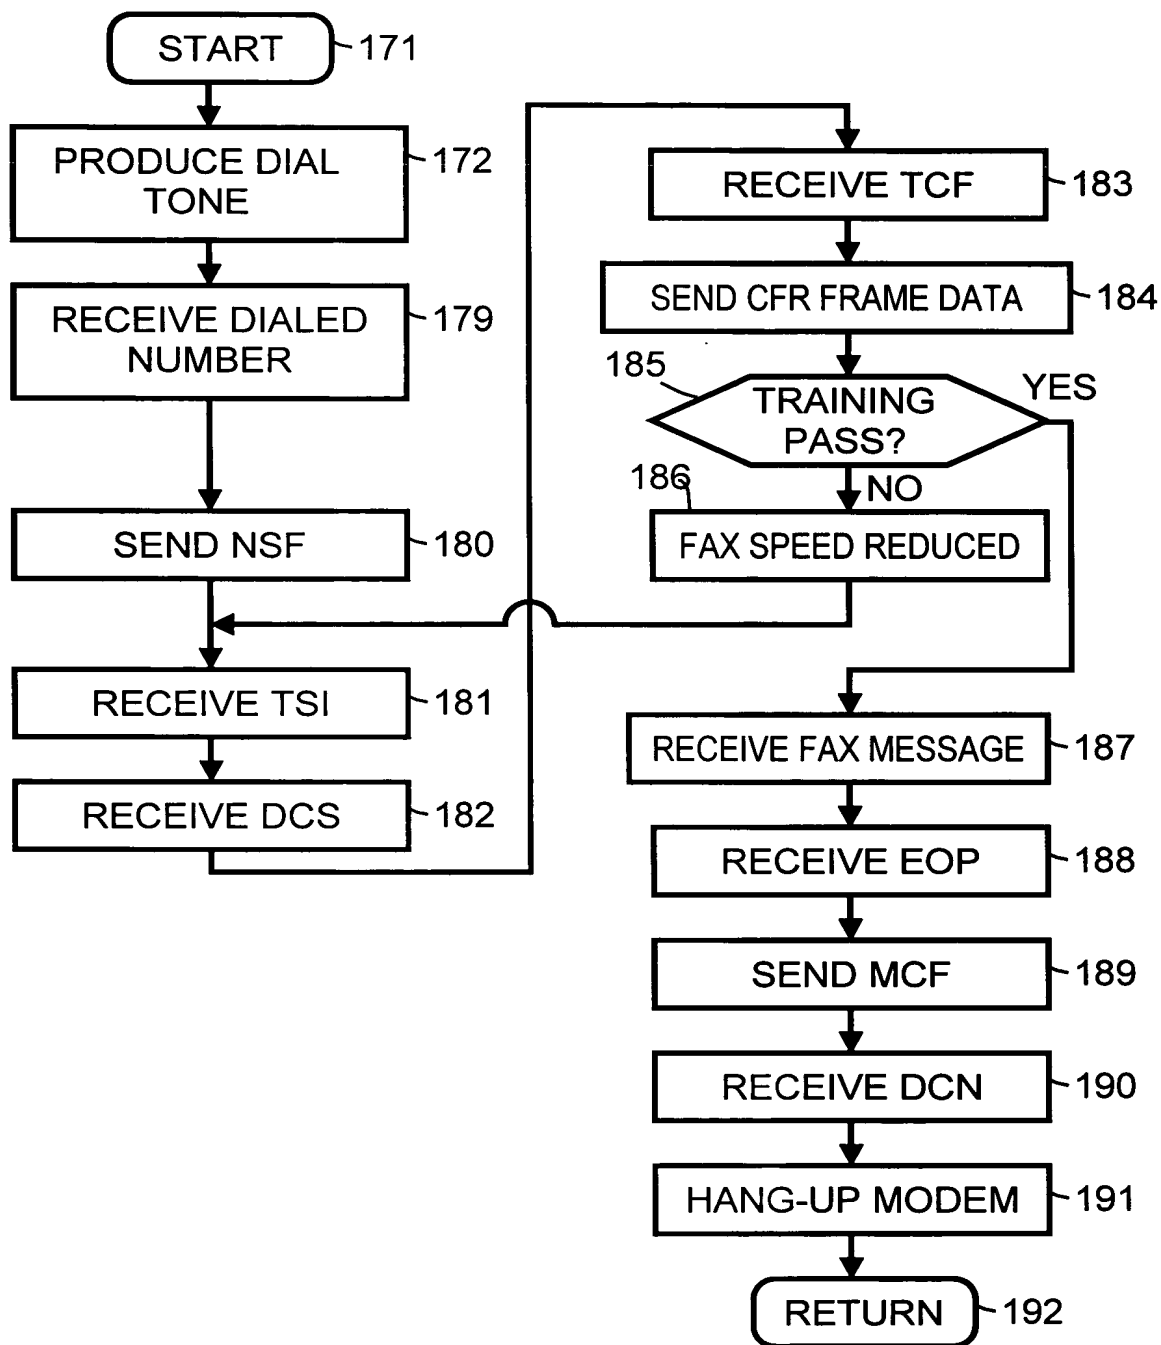 START
171
PRODUCE DIAL
TONE
172
RECEIVE DIALED
NUMBER
179
SEND NSF
180
RECEIVE TSI
181
RECEIVE DCS
182
RECEIVE TCF
183
SEND CFR FRAME DATA
184
185
TRAINING
PASS?
YES
186
NO
FAX SPEED REDUCED
RECEIVE FAX MESSAGE
187
RECEIVE EOP
188
SEND MCF
189
RECEIVE DCN
190
HANG-UP MODEM
191
RETURN
192